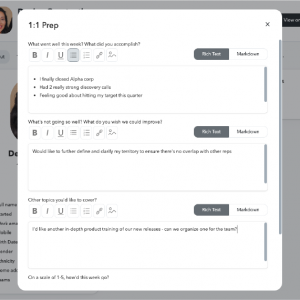 View on
1:1 Prep
What went well this week? What did you accomplish?
B I U
Rich Text Markdown
I finally closed Alpha corp
Had 2 really strong discovery calls
Feeling good about hitting my target this quarter
What's not going so well? What do you wish we could improve?
B I U
Rich Text Markdown
Would like to further define and clarify my territory to ensure there's no overlap with other reps
Other topics you'd like to cover?
B I U
Rich Text Markdown
I'd like another in-depth product training of our new releases - can we organize one for the team?
On a scale of 1-5, how'd this week go?